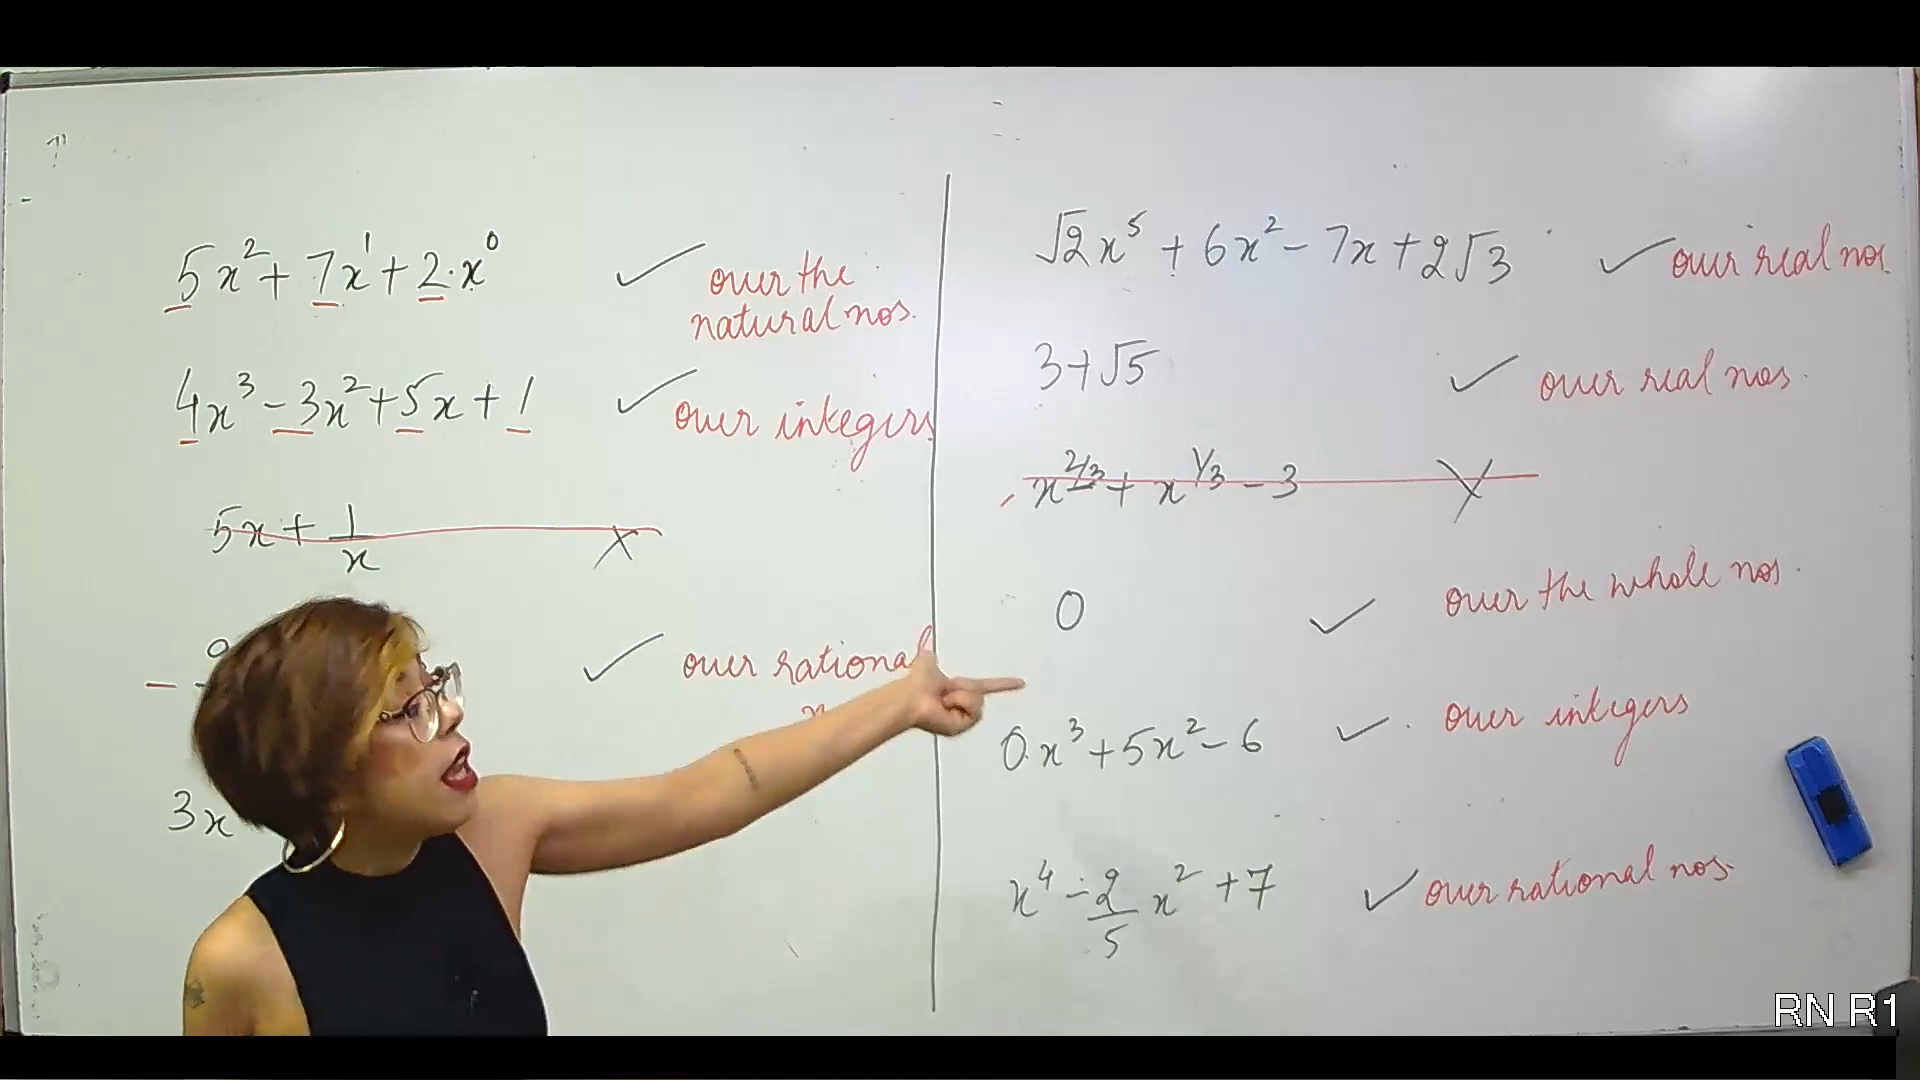 5x² + 7x¹ + 2·x⁰ ✓ over the
natural nos.
4x³ - 3x² + 5x + 1 ✓ over integers
5x + 1/x ×
✓ over rational
3x
√2x⁵ + 6x² - 7x + 2√3 ✓ over real nos.
3+√5 ✓ over real nos.
x^2/3 + x^1/3 - 3 ×
0 ✓ over the whole nos.
0.x³ + 5x² - 6 ✓ over integers
x⁴ - 2/5 x² + 7 ✓ over rational nos.
RN R1